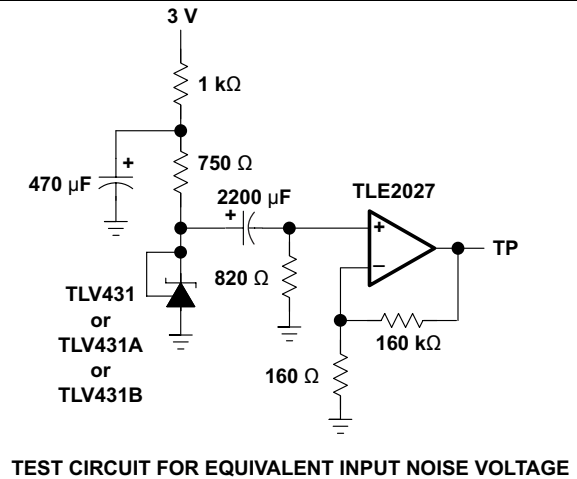 3 V
1 kΩ
470 μF
+
750 Ω
2200 μF
+
TLE2027
+
−
TP
820 Ω
TLV431
or
TLV431A
or
TLV431B
160 kΩ
160 Ω
TEST CIRCUIT FOR EQUIVALENT INPUT NOISE VOLTAGE